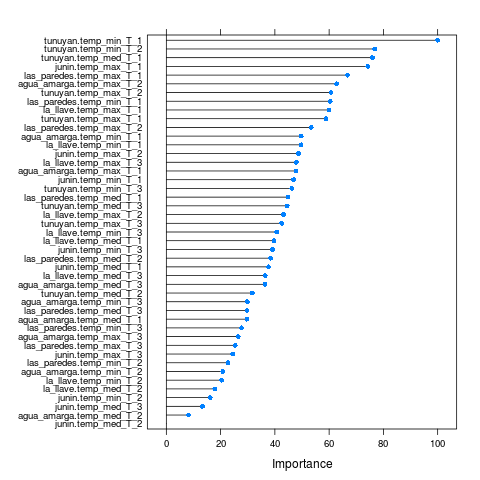 tunuyan.temp_min_T_1
tunuyan.temp_min_T_2
tunuyan.temp_med_T_1
junin.temp_max_T_1
las_paredes.temp_max_T_1
agua_amarga.temp_max_T_2
tunuyan.temp_max_T_2
las_paredes.temp_min_T_1
la_llave.temp_max_T_1
tunuyan.temp_max_T_1
las_paredes.temp_max_T_2
agua_amarga.temp_min_T_1
la_llave.temp_min_T_1
junin.temp_max_T_2
la_llave.temp_max_T_3
agua_amarga.temp_max_T_1
junin.temp_min_T_1
tunuyan.temp_min_T_3
las_paredes.temp_med_T_1
tunuyan.temp_med_T_3
la_llave.temp_max_T_2
tunuyan.temp_max_T_3
la_llave.temp_min_T_3
la_llave.temp_med_T_1
junin.temp_min_T_3
las_paredes.temp_med_T_2
junin.temp_med_T_1
la_llave.temp_med_T_3
agua_amarga.temp_med_T_3
tunuyan.temp_med_T_2
agua_amarga.temp_min_T_3
las_paredes.temp_med_T_3
agua_amarga.temp_med_T_1
las_paredes.temp_min_T_3
agua_amarga.temp_max_T_3
las_paredes.temp_max_T_3
junin.temp_max_T_3
las_paredes.temp_min_T_2
agua_amarga.temp_min_T_2
la_llave.temp_min_T_2
la_llave.temp_med_T_2
junin.temp_min_T_2
junin.temp_med_T_3
agua_amarga.temp_med_T_2
junin.temp_med_T_2
0 20 40 60 80 100
Importance